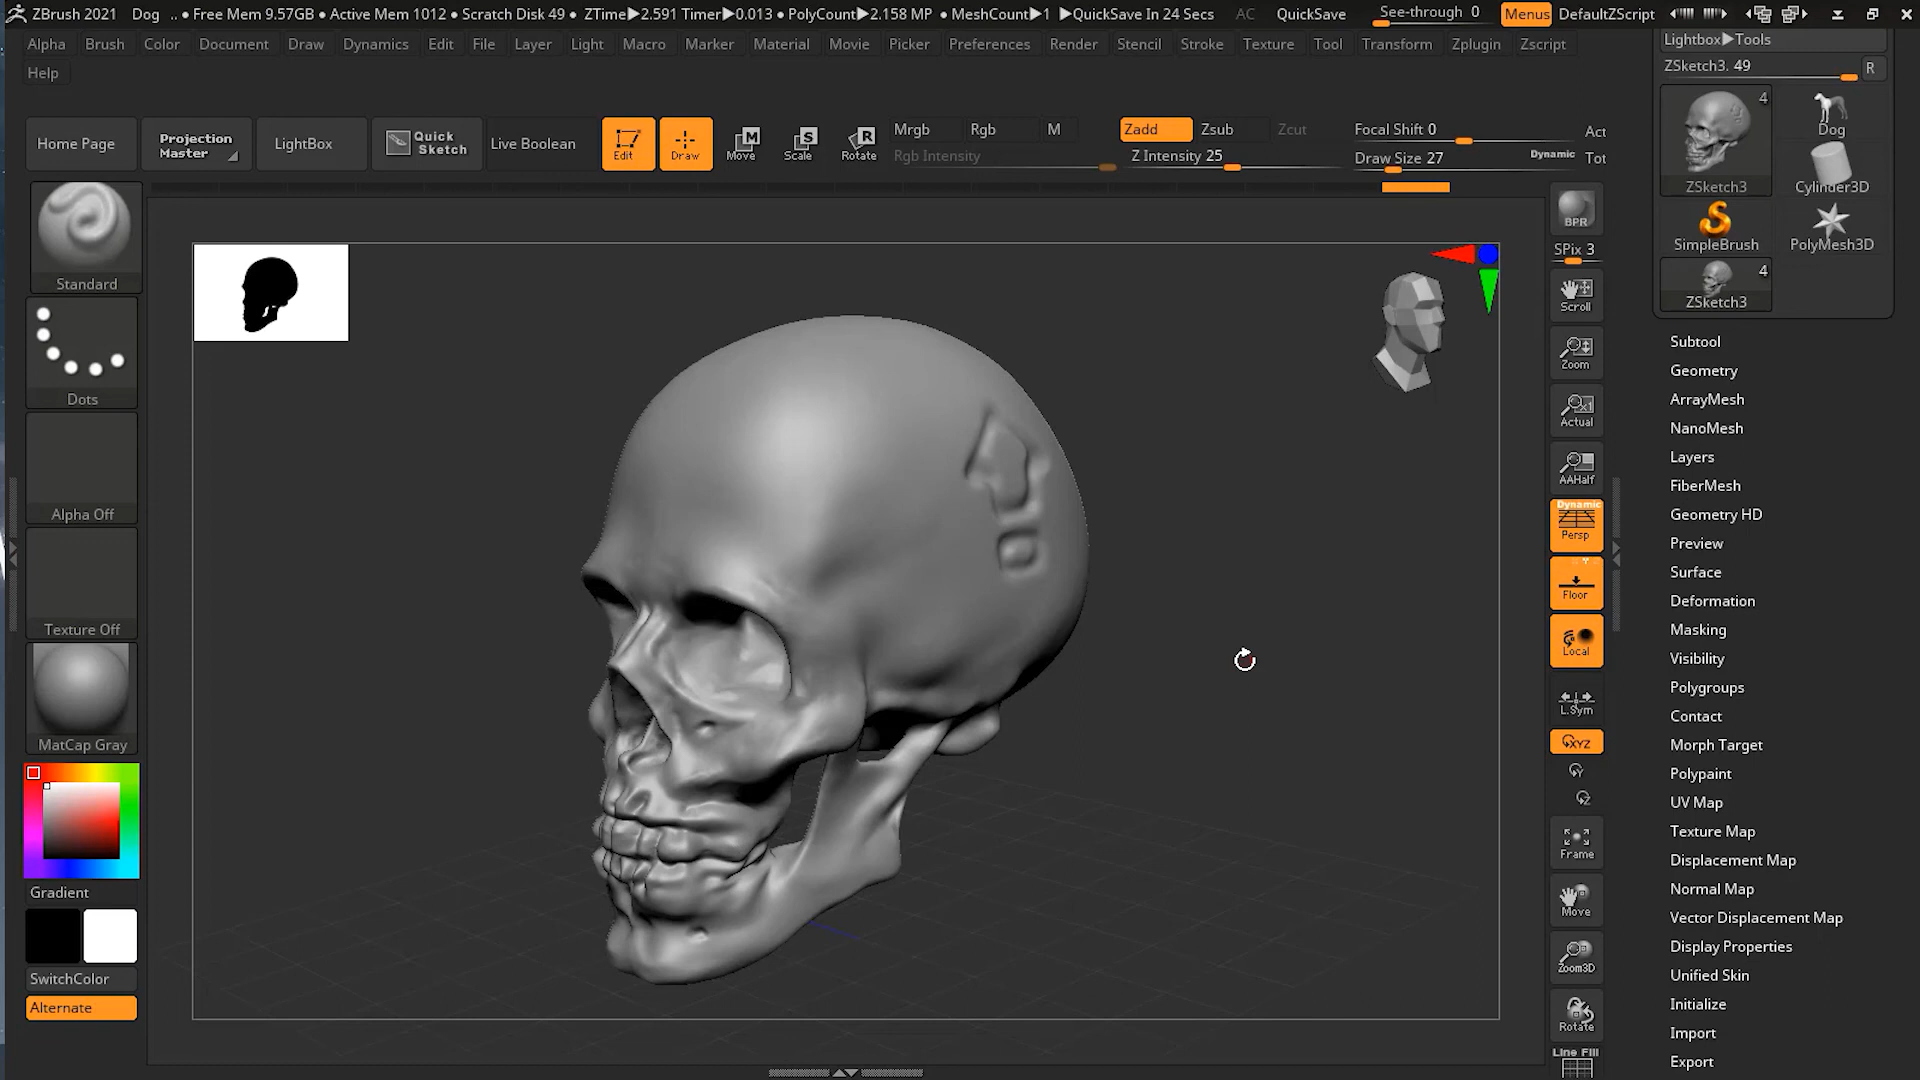 ZBrush 2021 Dog .. • Free Mem 9.57GB • Active Mem 1012 • Scratch Disk 49 • ZTime▶2.591 Timer▶0.013 • PolyCount▶2.158 MP • MeshCount▶1 ▶QuickSave In 24 Secs AC QuickSave See-through 0 Menus DefaultZScript
Alpha Brush Color Document Draw Dynamics Edit File Layer Light Macro Marker Material Movie Picker Preferences Render Stencil Stroke Texture Tool Transform Zplugin Zscript
Help
Home Page
Projection
Master
LightBox
Quick
Sketch
Live Boolean
Edit
Draw
M
Move
S
Scale
R
Rotate
Mrgb Rgb M
Rgb Intensity
Zadd Zsub Zcut
Z Intensity 25
Focal Shift 0
Draw Size 27
Dynamic
Act
Tot
Standard
Dots
Alpha Off
Texture Off
MatCap Gray
Gradient
SwitchColor
Alternate
BPR
SPix 3
Scroll
Zoom
x1
Actual
AAHalf
Dynamic
Persp
Floor
Local
L.Sym
XYZ
Y
Z
Frame
Move
Zoom3D
Rotate
Line Fill
Lightbox▶Tools
ZSketch3. 49 R
4
ZSketch3
Dog
Cylinder3D
SimpleBrush
PolyMesh3D
4
ZSketch3
Subtool
Geometry
ArrayMesh
NanoMesh
Layers
FiberMesh
Geometry HD
Preview
Surface
Deformation
Masking
Visibility
Polygroups
Contact
Morph Target
Polypaint
UV Map
Texture Map
Displacement Map
Normal Map
Vector Displacement Map
Display Properties
Unified Skin
Initialize
Import
Export